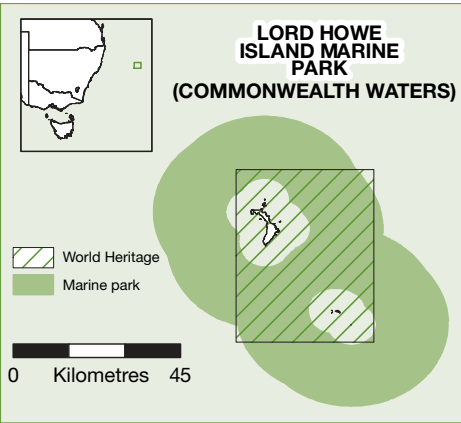 LORD HOWE
ISLAND MARINE
PARK
(COMMONWEALTH WATERS)
World Heritage
Marine park
0 Kilometres 45